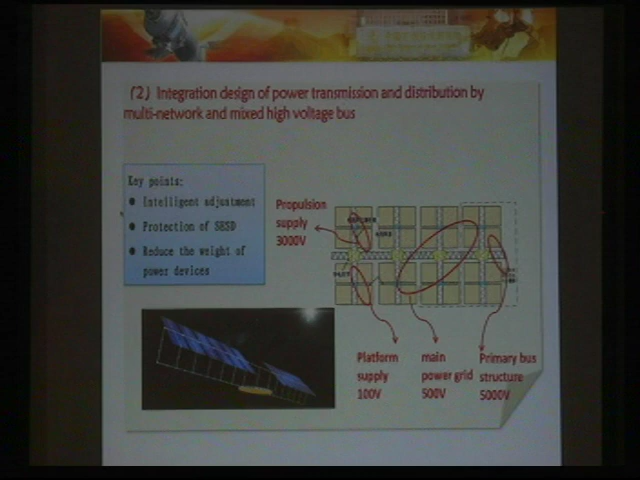 (2) Integration design of power transmission and distribution by
multi-network and mixed high voltage bus
Key points:
● Intelligent adjustment
● Protection of SESD
● Reduce the weight of
power devices
Propulsion
supply
3000V
Platform
supply
100V
main
power grid
500V
Primary bus
structure
5000V